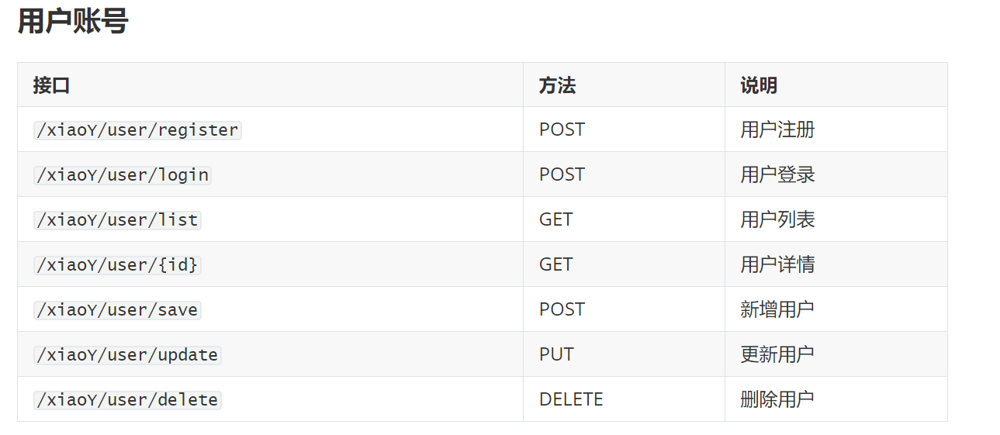 用户账号
接口 方法 说明
/xiaoY/user/register POST 用户注册
/xiaoY/user/login POST 用户登录
/xiaoY/user/list GET 用户列表
/xiaoY/user/{id} GET 用户详情
/xiaoY/user/save POST 新增用户
/xiaoY/user/update PUT 更新用户
/xiaoY/user/delete DELETE 删除用户